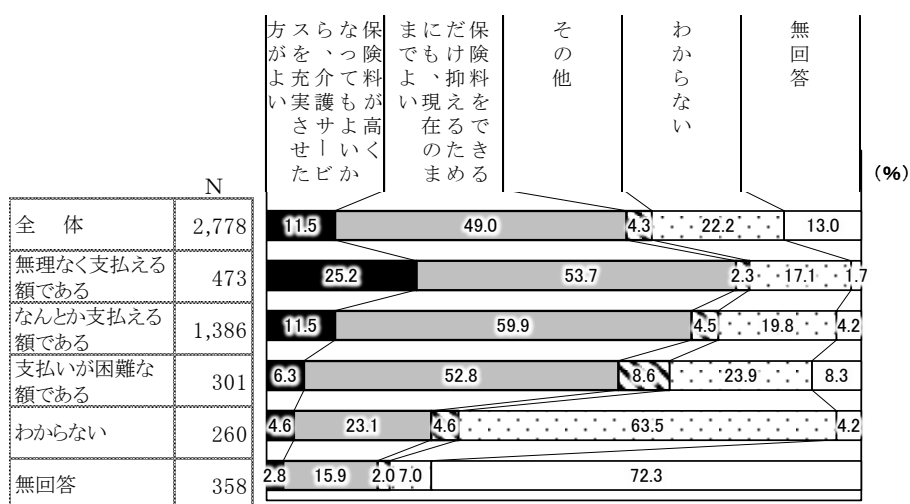 保険料が高く
なってもよいか
ら、介護サービ
スを充実させた
方がよい
保険料をできる
だけ抑えるため
にも、現在のま
までよい
その他
わからない
無回答
(%)
N
全 体 2,778 11.5 49.0 4.3 22.2 13.0
無理なく支払える
額である 473 25.2 53.7 2.3 17.1 1.7
なんとか支払える
額である 1,386 11.5 59.9 4.5 19.8 4.2
支払いが困難な
額である 301 6.3 52.8 8.6 23.9 8.3
わからない 260 4.6 23.1 4.6 63.5 4.2
無回答 358 2.8 15.9 2.0 7.0 72.3